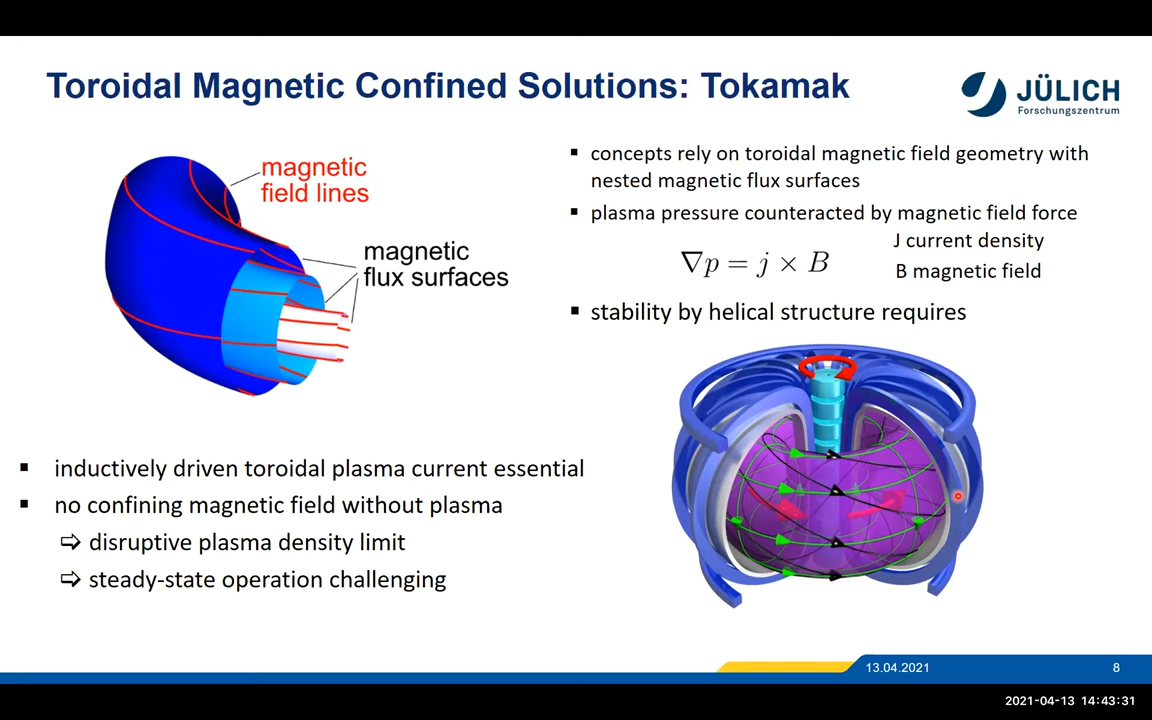 Toroidal Magnetic Confined Solutions: Tokamak
JÜLICH
Forschungszentrum
magnetic
field lines
magnetic
flux surfaces
▪ concepts rely on toroidal magnetic field geometry with
nested magnetic flux surfaces
▪ plasma pressure counteracted by magnetic field force
J current density
∇p = j × B
B magnetic field
▪ stability by helical structure requires
▪ inductively driven toroidal plasma current essential
▪ no confining magnetic field without plasma
⇨ disruptive plasma density limit
⇨ steady-state operation challenging
13.04.2021 8
2021-04-13 14:43:31